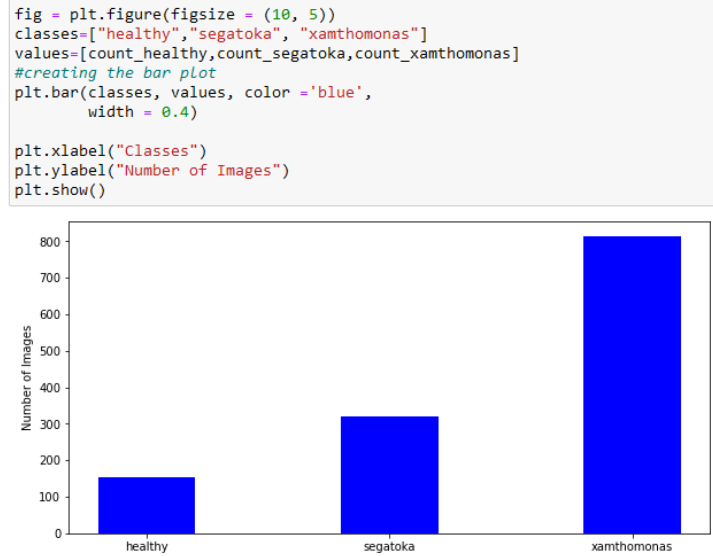 fig = plt.figure(figsize = (10, 5))
classes=["healthy","segatoka", "xamthomonas"]
values=[count_healthy,count_segatoka,count_xamthomonas]
#creating the bar plot
plt.bar(classes, values, color ='blue',
        width = 0.4)
plt.xlabel("Classes")
plt.ylabel("Number of Images")
plt.show()
800
700
600
500
400
300
200
100
0
Number of Images
healthy segatoka xamthomonas